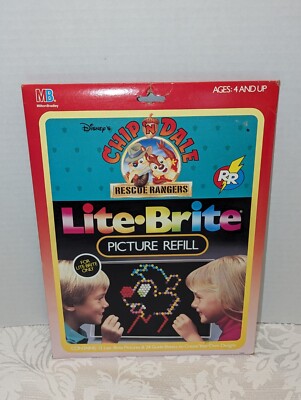 MB
Milton Bradley
AGES: 4 AND UP
Disney's
CHIP 'N' DALE
RESCUE RANGERS
RR
Lite-Brite
PICTURE REFILL
FOR
LITE BRITE
ONLY